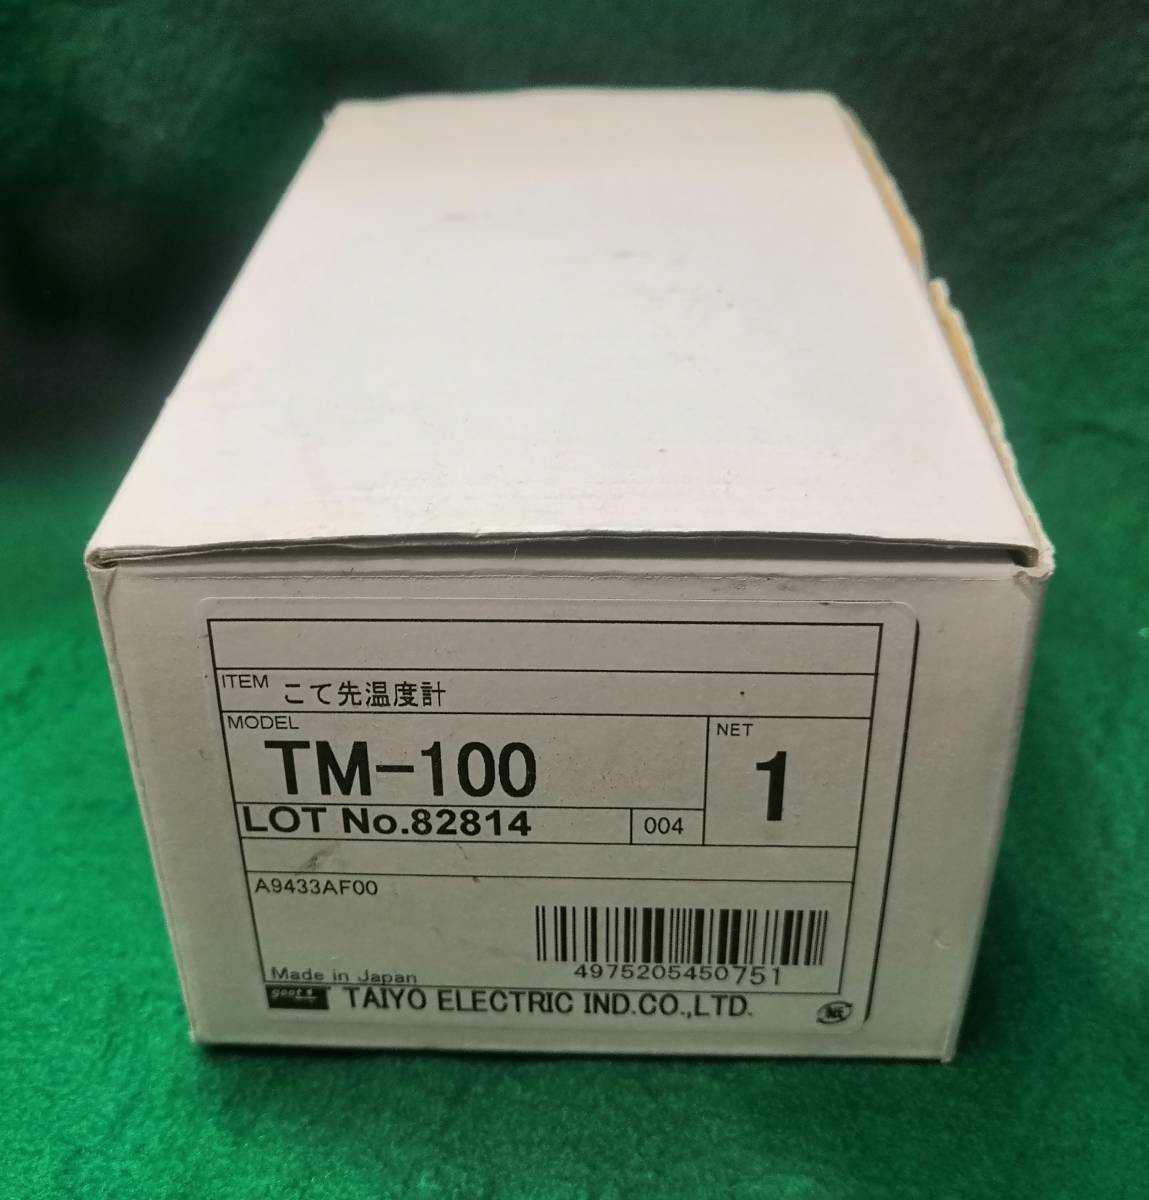 ITEM こて先温度計
MODEL
TM-100
NET
1
LOT No.82814
004
A9433AF00
4975205450751
Made in Japan
goot
TAIYO ELECTRIC IND.CO.,LTD.